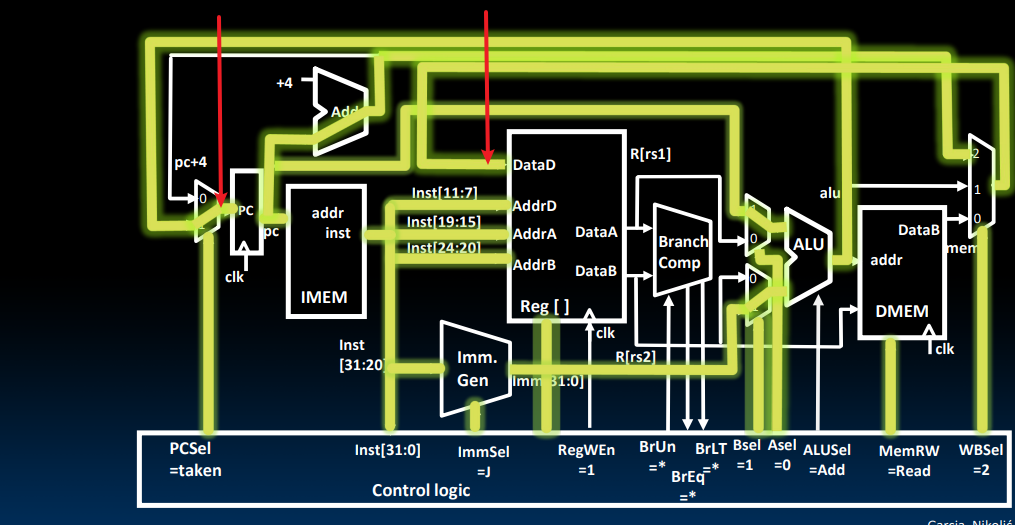 +4
Add
pc+4
0
1
PC
pc
clk
addr
inst
IMEM
Inst[11:7]
Inst[19:15]
Inst[24:20]
DataD
AddrD
AddrA
AddrB
DataA
DataB
Reg [ ]
clk
R[rs1]
R[rs2]
Branch
Comp
1
0
0
1
ALU
alu
2
1
0
DataB
addr
DMEM
mem
clk
Inst
[31:20]
Imm.
Gen
Imm[31:0]
PCSel
=taken
Inst[31:0]
ImmSel
=J
RegWEn
=1
BrUn
=*
BrEq
=*
BrLT
=*
Bsel
=1
Asel
=0
ALUSel
=Add
MemRW
=Read
WBSel
=2
Control logic
Garcia, Nikolić